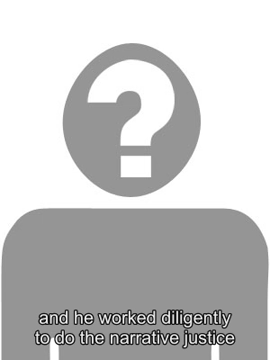 ?
and he worked diligently
to do the narrative justice